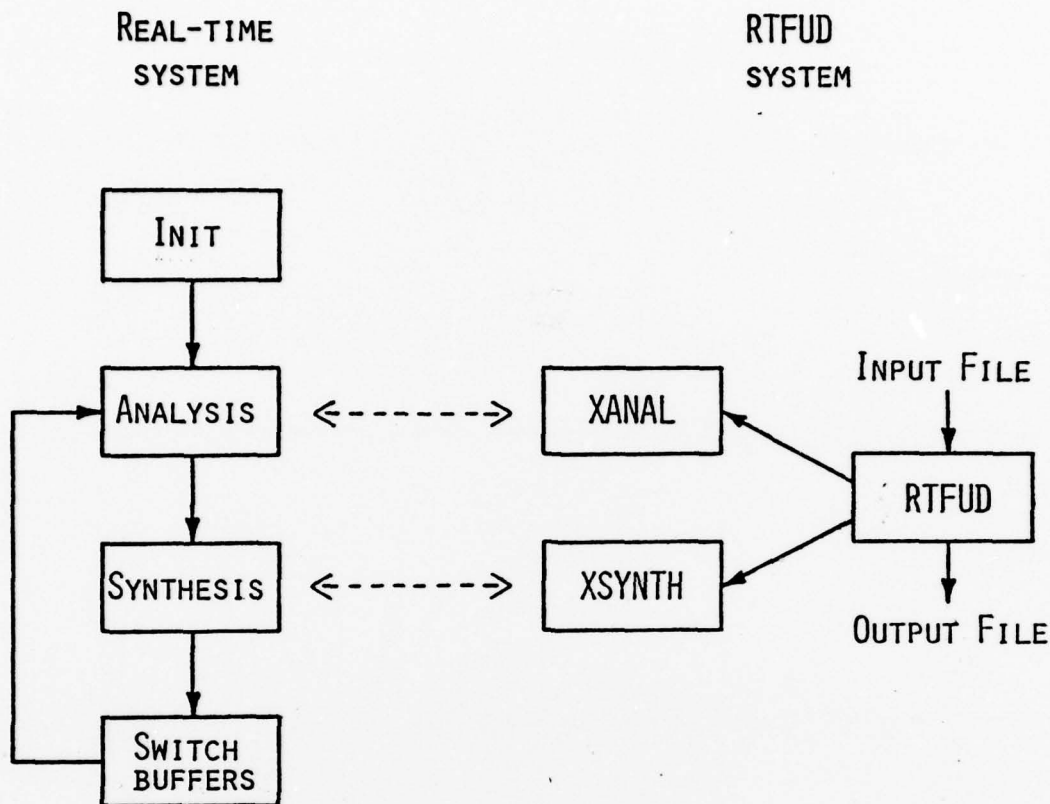 REAL-TIME
SYSTEM
RTFUD
SYSTEM
INIT
ANALYSIS
XANAL
INPUT FILE
RTFUD
SYNTHESIS
XSYNTH
OUTPUT FILE
SWITCH
BUFFERS